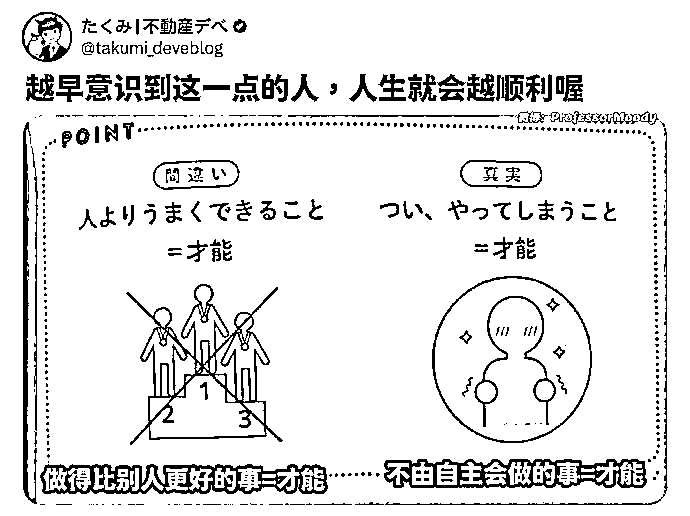 たくみ|不動産デベ
@takumi_deveblog
越早意识到这一点的人，人生就会越顺利喔
ProfessorMoody
POINT
間違い
真実
人よりうまくできること
=才能
つい、やってしまうこと
=才能
1
2
3
做得比别人更好的事=才能
不由自主会做的事=才能